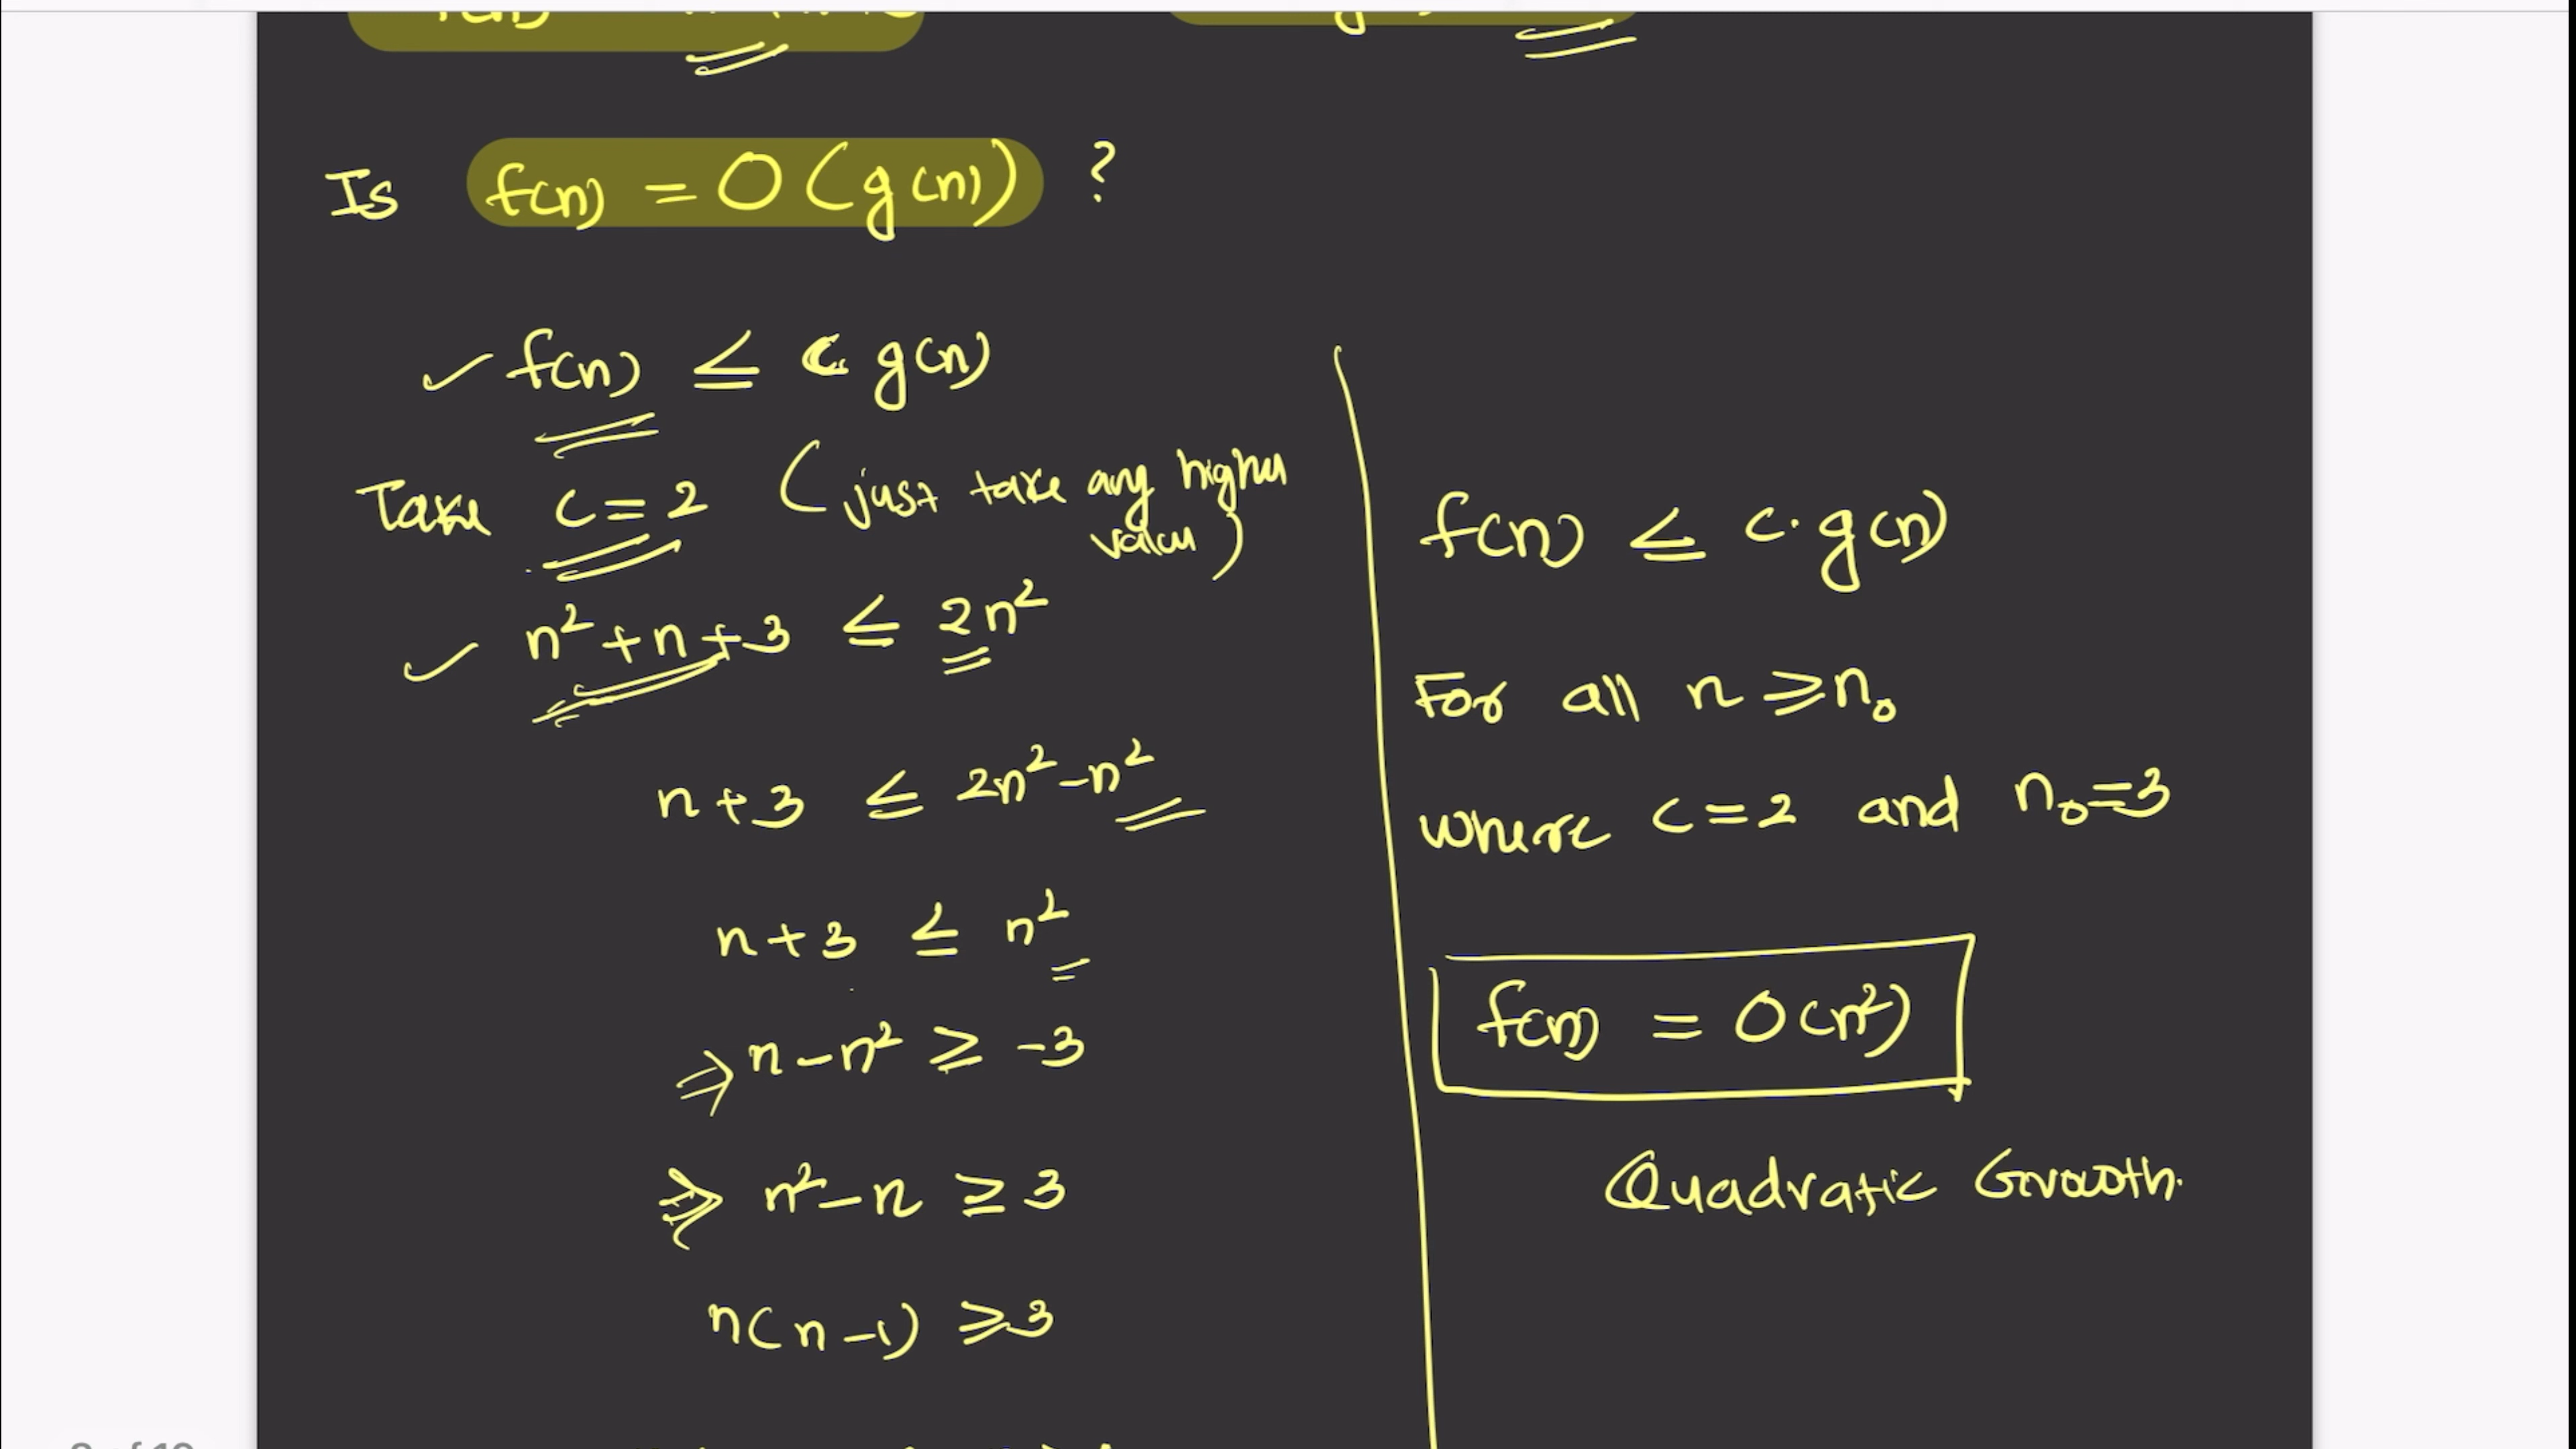 Is f(n) = O(g(n)) ?
f(n) ≤ c. g(n)
Take c=2 (just take any higher
value)
n²+n+3 ≤ 2n²
n+3 ≤ 2n²-n²
n+3 ≤ n²
⇒ n-n² ≥ -3
⇒ n²-n ≥ 3
n(n-1) ≥ 3
f(n) ≤ c. g(n)
For all n ≥ n₀
where c=2 and n₀=3
f(n) = O(n²)
Quadratic Growth.